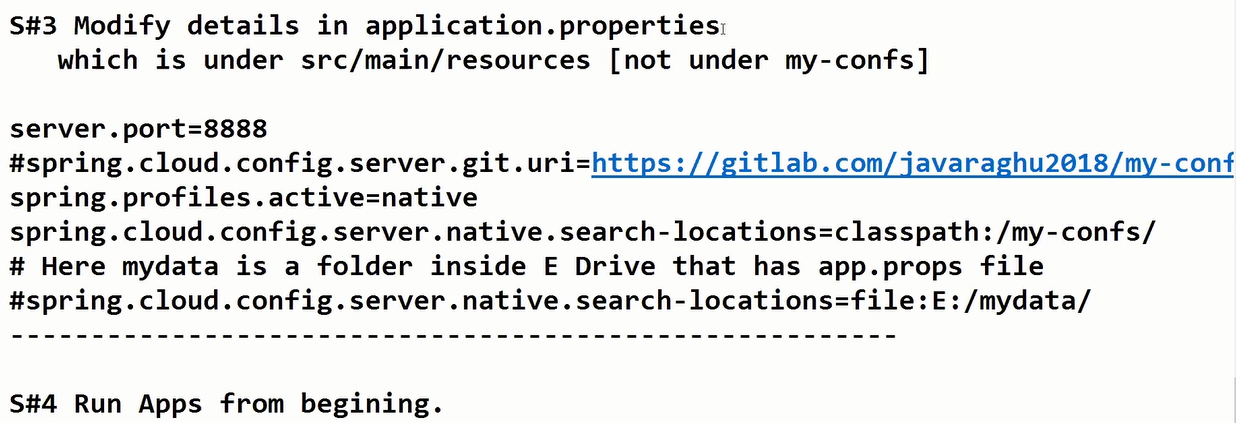 S#3 Modify details in application.properties
which is under src/main/resources [not under my-confs]
server.port=8888
#spring.cloud.config.server.git.uri=https://gitlab.com/javaraghu2018/my-conf
spring.profiles.active=native
spring.cloud.config.server.native.search-locations=classpath:/my-confs/
# Here mydata is a folder inside E Drive that has app.props file
#spring.cloud.config.server.native.search-locations=file:E:/mydata/
-------------------------------------------------------
S#4 Run Apps from begining.